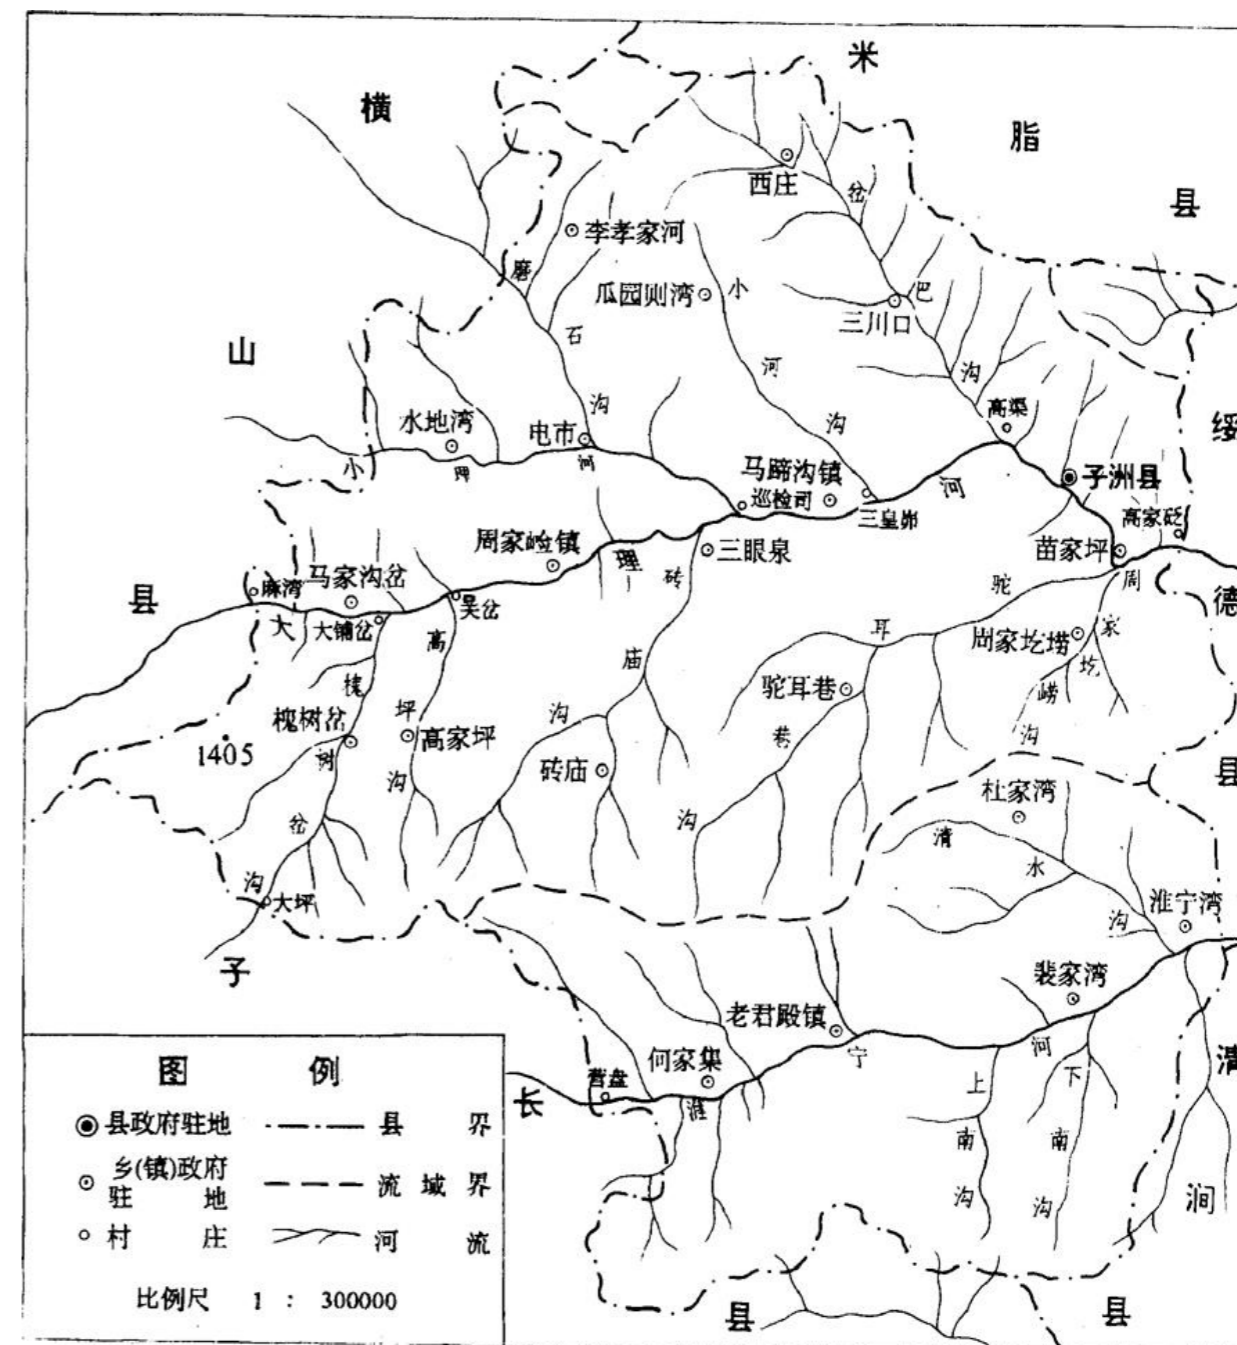 横
米
脂
县
西庄
岔
李孝家河
磨
瓜园则湾
小
巴
三川口
石
山
河
沟
沟
高渠
绥
水地湾
电市
沟
小
理
河
马蹄沟镇
巡检司
河
子洲县
三皇峁
高家砭
周家崄镇
理
三眼泉
苗家坪
砖
驼
周
马家沟岔
麻湾
县
大
大铺岔
吴岔
德
高
耳
周家圪崂
家
庙
圪
槐
驼耳巷
崂
槐树岔
坪
高家坪
沟
巷
沟
1405
树
砖庙
县
沟
杜家湾
岔
沟
清
水
沟
大坪
淮宁湾
沟
子
裴家湾
老君殿镇
宁
河
何家集
清
营盘
长
淮
上
下
南
南
沟
沟
涧
县
县
图 例
县政府驻地 县 界
乡(镇)政府
驻 地 流 域 界
村 庄 河 流
比例尺 1 : 300000